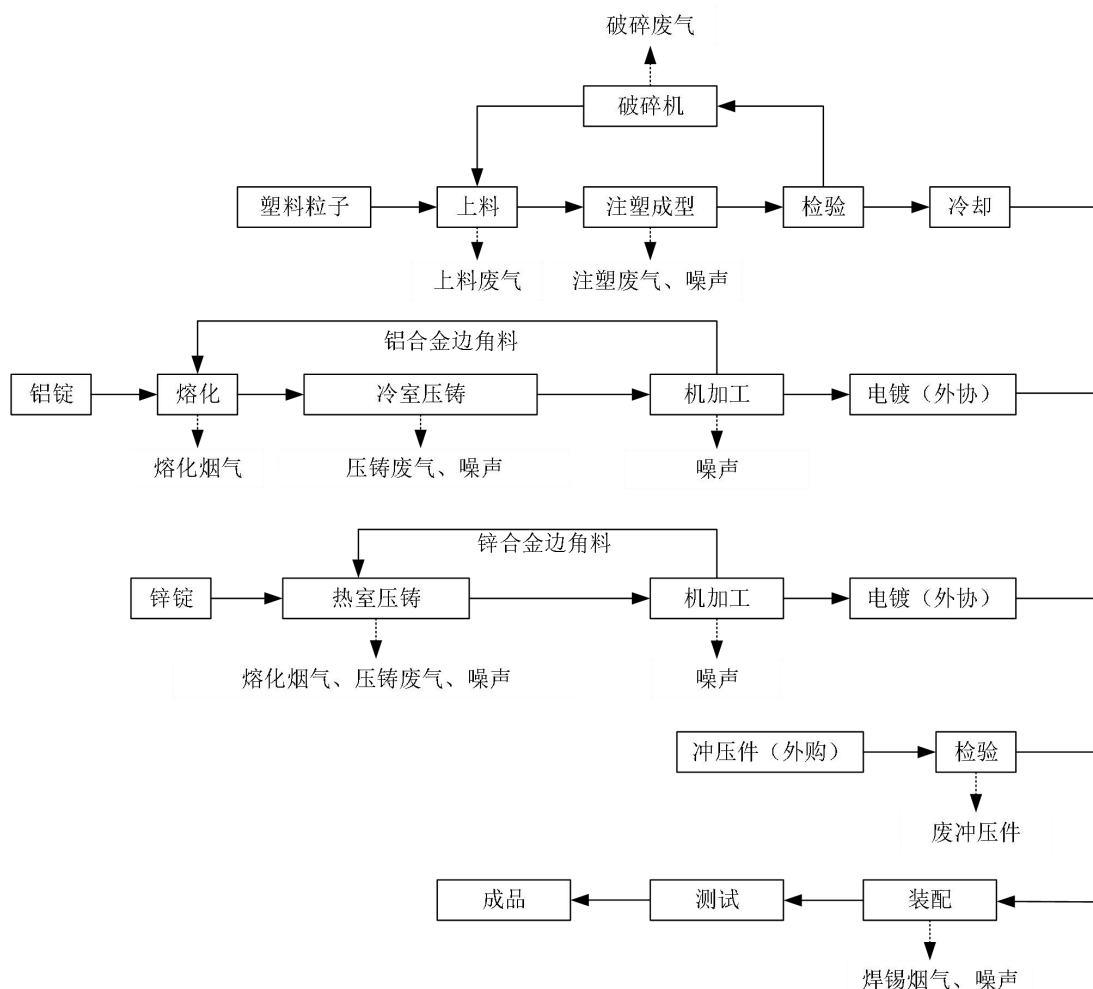 破碎废气
破碎机
塑料粒子
上料
注塑成型
检验
冷却
上料废气
注塑废气、噪声
铝合金边角料
铝锭
熔化
冷室压铸
机加工
电镀（外协）
熔化烟气
压铸废气、噪声
噪声
锌合金边角料
锌锭
热室压铸
机加工
电镀（外协）
熔化烟气、压铸废气、噪声
噪声
冲压件（外购）
检验
废冲压件
成品
测试
装配
焊锡烟气、噪声